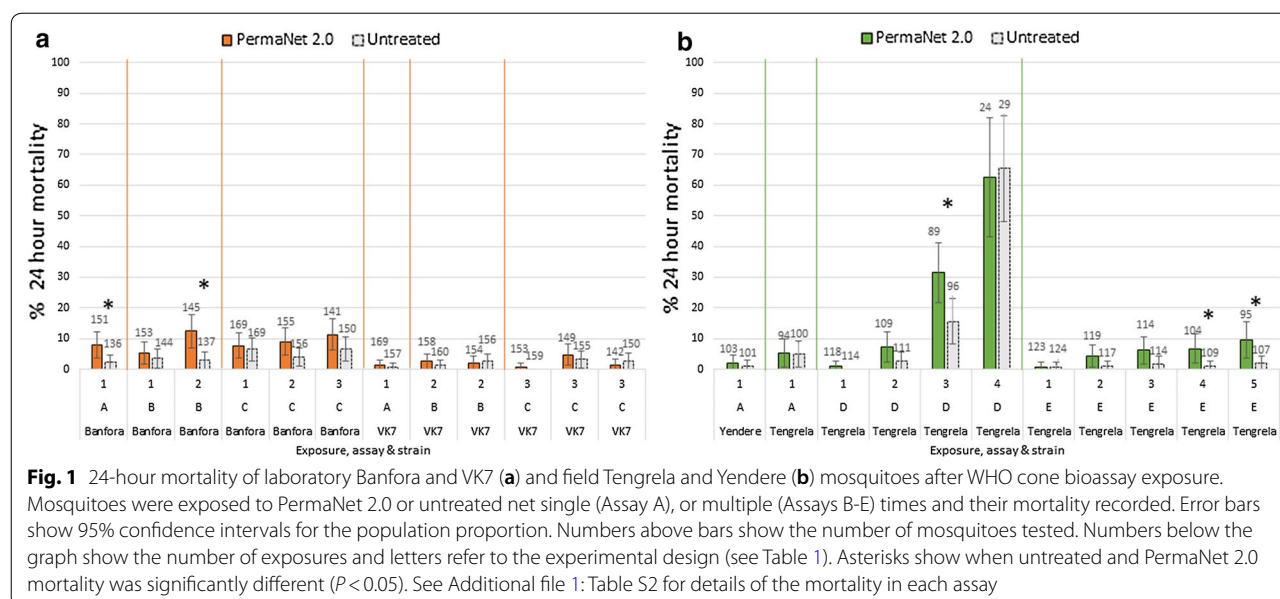 a
PermaNet 2.0 Untreated
100
90
80
70
60
50
40
30
20
10
0
% 24 hour mortality
151 * 136 153 144 145 * 137 169 169 155 156 141 150 169 157 158 160 154 156 153 159 149 155 142 150
1 1 2 1 2 3 1 2 2 3 3 3
A B B C C C A B B C C C
Banfora Banfora Banfora Banfora Banfora Banfora VK7 VK7 VK7 VK7 VK7 VK7
Exposure, assay & strain
b
PermaNet 2.0 Untreated
100
90
80
70
60
50
40
30
20
10
0
% 24 hour mortality
103 101 94 100 118 114 109 111 89 * 96 24 29 123 124 119 117 114 114 104 * 109 95 * 107
1 1 1 2 3 4 1 2 3 4 5
A A D D D D E E E E E
Yendere Tengrela Tengrela Tengrela Tengrela Tengrela Tengrela Tengrela Tengrela Tengrela Tengrela
Exposure, assay & strain
Fig. 1 24-hour mortality of laboratory Banfora and VK7 (a) and field Tengrela and Yendere (b) mosquitoes after WHO cone bioassay exposure.
Mosquitoes were exposed to PermaNet 2.0 or untreated net single (Assay A), or multiple (Assays B-E) times and their mortality recorded. Error bars
show 95% confidence intervals for the population proportion. Numbers above bars show the number of mosquitoes tested. Numbers below the
graph show the number of exposures and letters refer to the experimental design (see Table 1). Asterisks show when untreated and PermaNet 2.0
mortality was significantly different (P < 0.05). See Additional file 1: Table S2 for details of the mortality in each assay